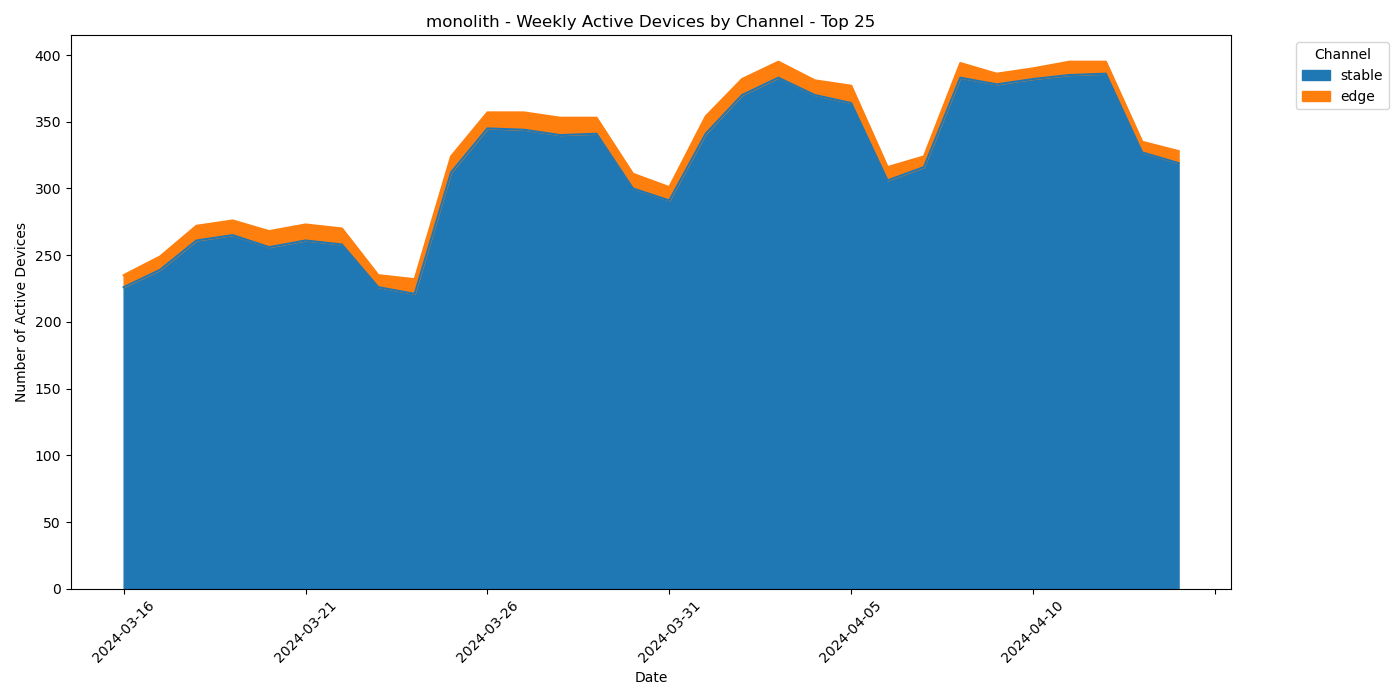 monolith - Weekly Active Devices by Channel - Top 25
Channel
stable
edge
Number of Active Devices
400
350
300
250
200
150
100
50
0
2024-03-16
2024-03-21
2024-03-26
2024-03-31
2024-04-05
2024-04-10
Date